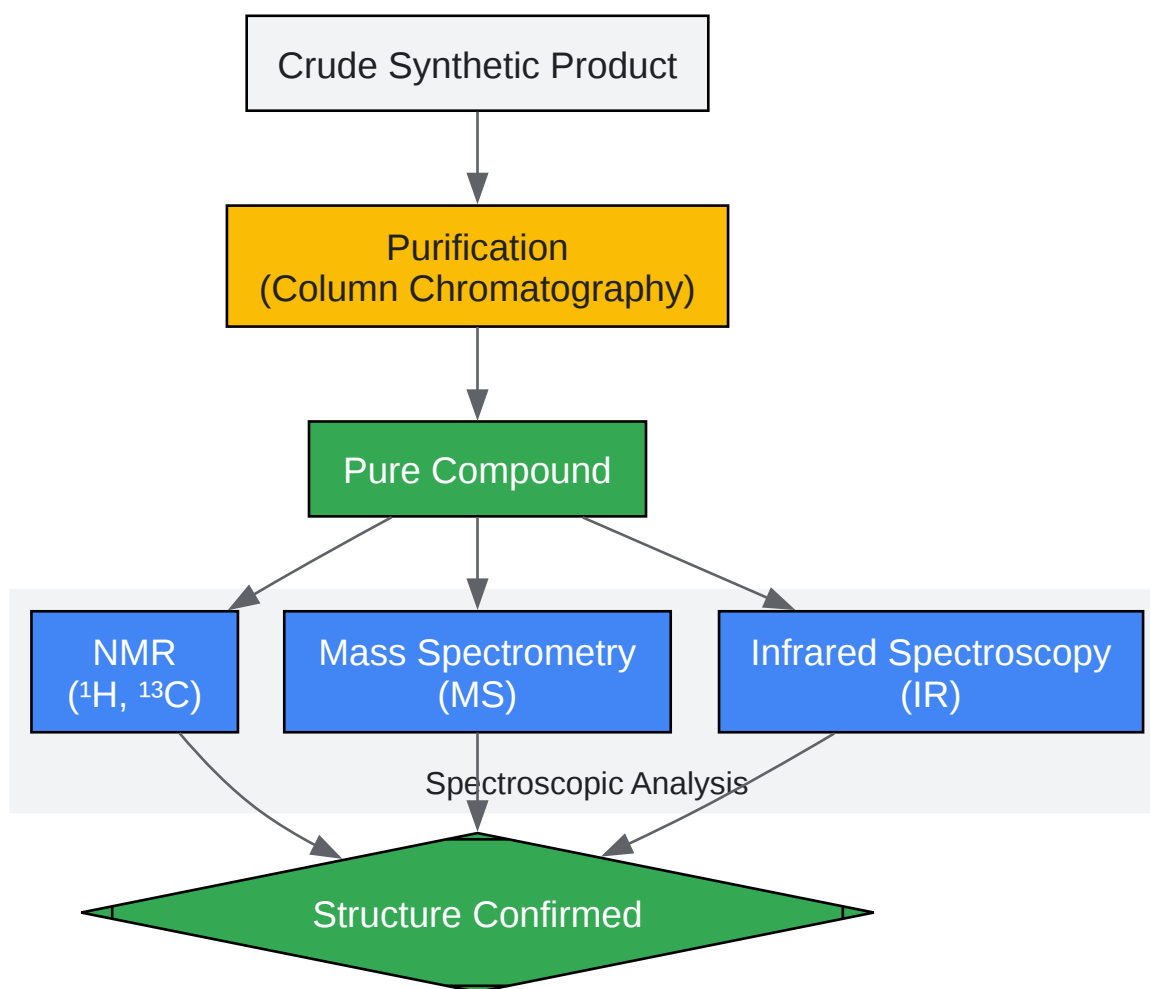 Crude Synthetic Product
Purification
(Column Chromatography)
Pure Compound
NMR
(¹H, ¹³C)
Mass Spectrometry
(MS)
Infrared Spectroscopy
(IR)
Spectroscopic Analysis
Structure Confirmed